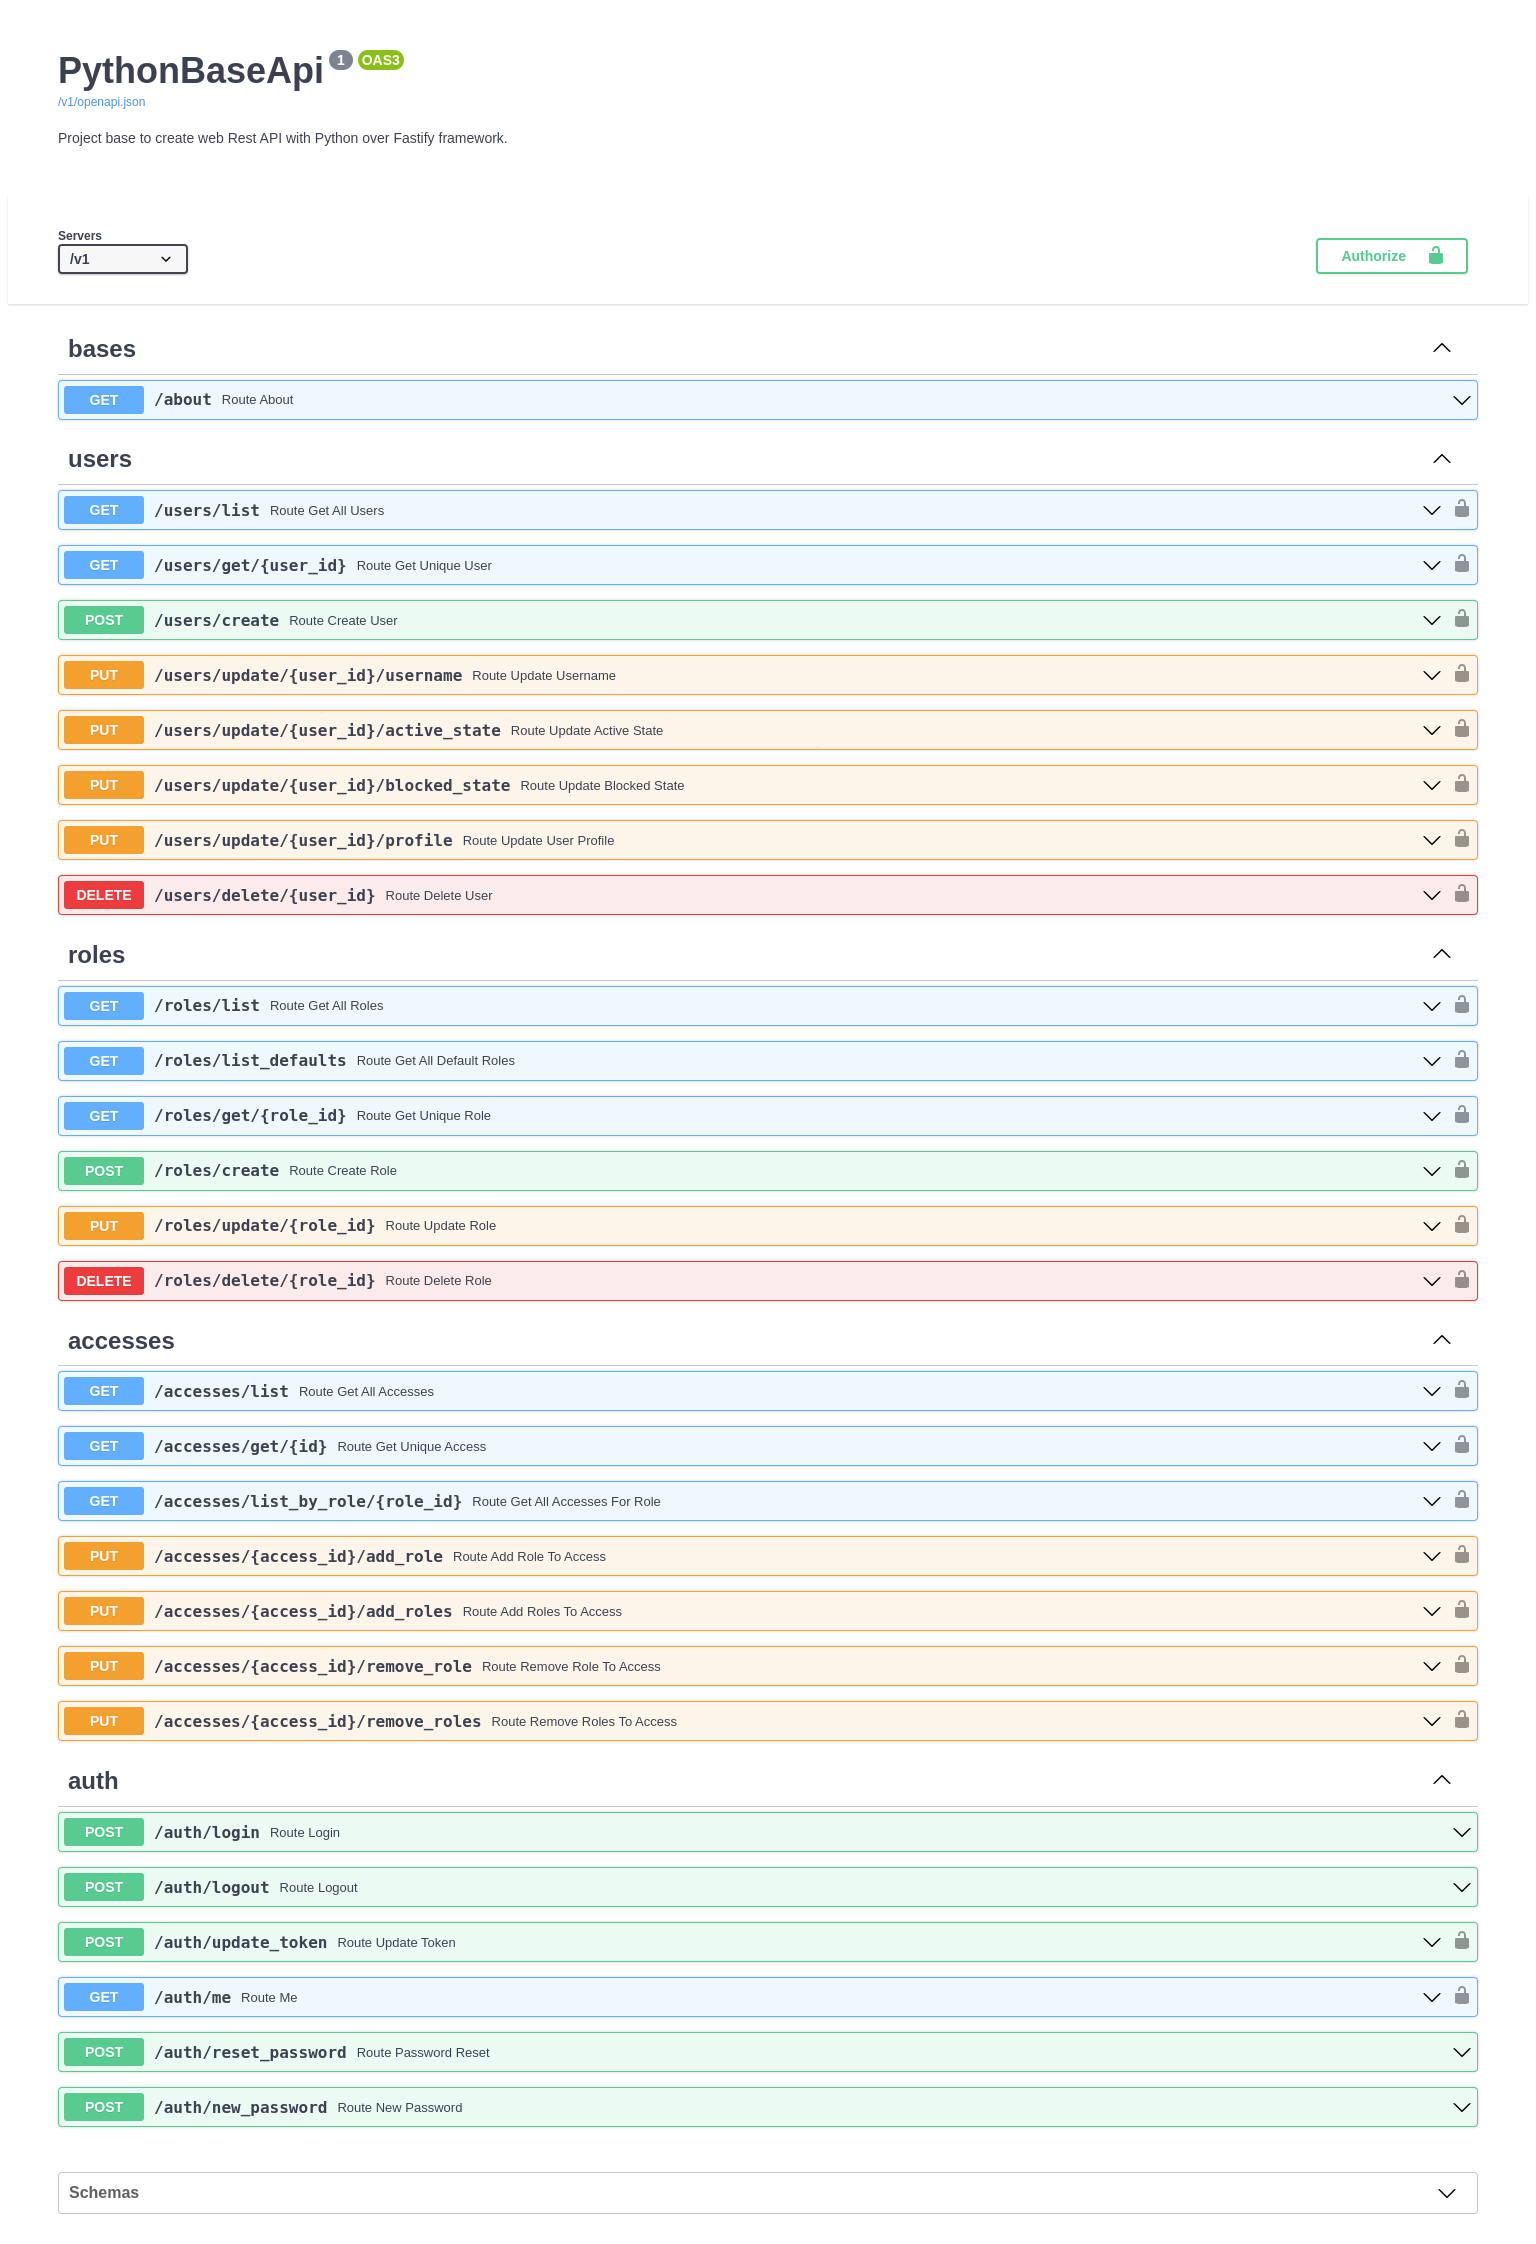 PythonBaseApi 1 OAS3
/v1/openapi.json
Project base to create web Rest API with Python over Fastify framework.
Servers
/v1
Authorize
bases
GET /about Route About
users
GET /users/list Route Get All Users
GET /users/get/{user_id} Route Get Unique User
POST /users/create Route Create User
PUT /users/update/{user_id}/username Route Update Username
PUT /users/update/{user_id}/active_state Route Update Active State
PUT /users/update/{user_id}/blocked_state Route Update Blocked State
PUT /users/update/{user_id}/profile Route Update User Profile
DELETE /users/delete/{user_id} Route Delete User
roles
GET /roles/list Route Get All Roles
GET /roles/list_defaults Route Get All Default Roles
GET /roles/get/{role_id} Route Get Unique Role
POST /roles/create Route Create Role
PUT /roles/update/{role_id} Route Update Role
DELETE /roles/delete/{role_id} Route Delete Role
accesses
GET /accesses/list Route Get All Accesses
GET /accesses/get/{id} Route Get Unique Access
GET /accesses/list_by_role/{role_id} Route Get All Accesses For Role
PUT /accesses/{access_id}/add_role Route Add Role To Access
PUT /accesses/{access_id}/add_roles Route Add Roles To Access
PUT /accesses/{access_id}/remove_role Route Remove Role To Access
PUT /accesses/{access_id}/remove_roles Route Remove Roles To Access
auth
POST /auth/login Route Login
POST /auth/logout Route Logout
POST /auth/update_token Route Update Token
GET /auth/me Route Me
POST /auth/reset_password Route Password Reset
POST /auth/new_password Route New Password
Schemas